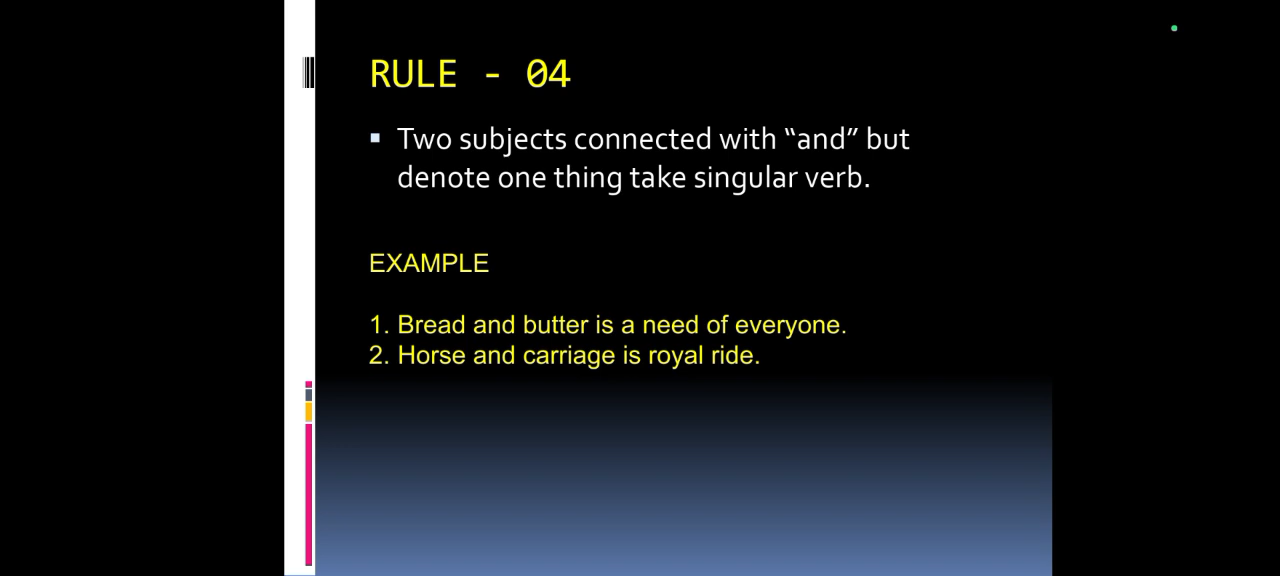 RULE - 04
▪ Two subjects connected with “and” but
denote one thing take singular verb.
EXAMPLE
1. Bread and butter is a need of everyone.
2. Horse and carriage is royal ride.